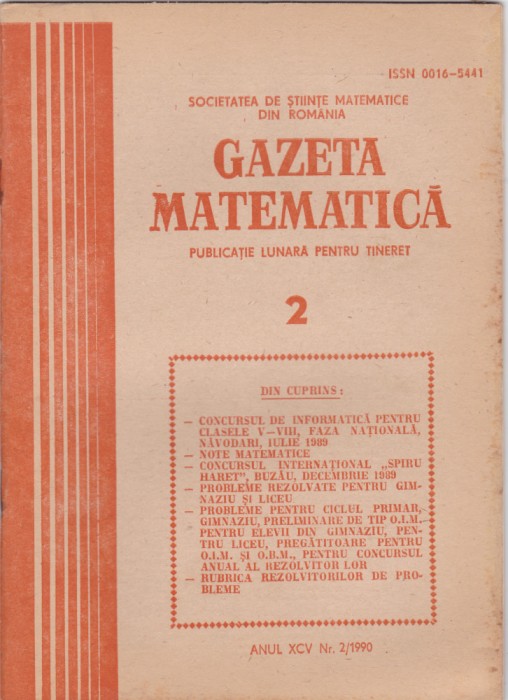 ISSN 0016-5441
SOCIETATEA DE ȘTIINȚE MATEMATICE
DIN ROMÂNIA
GAZETA
MATEMATICĂ
PUBLICAȚIE LUNARĂ PENTRU TINERET
2
DIN CUPRINS :
— CONCURSUL DE INFORMATICĂ PENTRU
CLASELE V—VIII, FAZA NAȚIONALĂ,
NĂVODARI, IULIE 1989
— NOTE MATEMATICE
— CONCURSUL INTERNAȚIONAL „SPIRU
HARET”, BUZĂU, DECEMBRIE 1989
— PROBLEME REZOLVATE PENTRU GIM-
NAZIU ȘI LICEU
— PROBLEME PENTRU CICLUL PRIMAR,
GIMNAZIU, PRELIMINARE DE TIP O.I.M.
PENTRU ELEVII DIN GIMNAZIU, PEN-
TRU LICEU, PREGĂTITOARE PENTRU
O.I.M. ȘI O.B.M., PENTRU CONCURSUL
ANUAL AL REZOLVITOR LOR
— RUBRICA REZOLVITORILOR DE PRO-
BLEME
ANUL XCV Nr. 2/1990